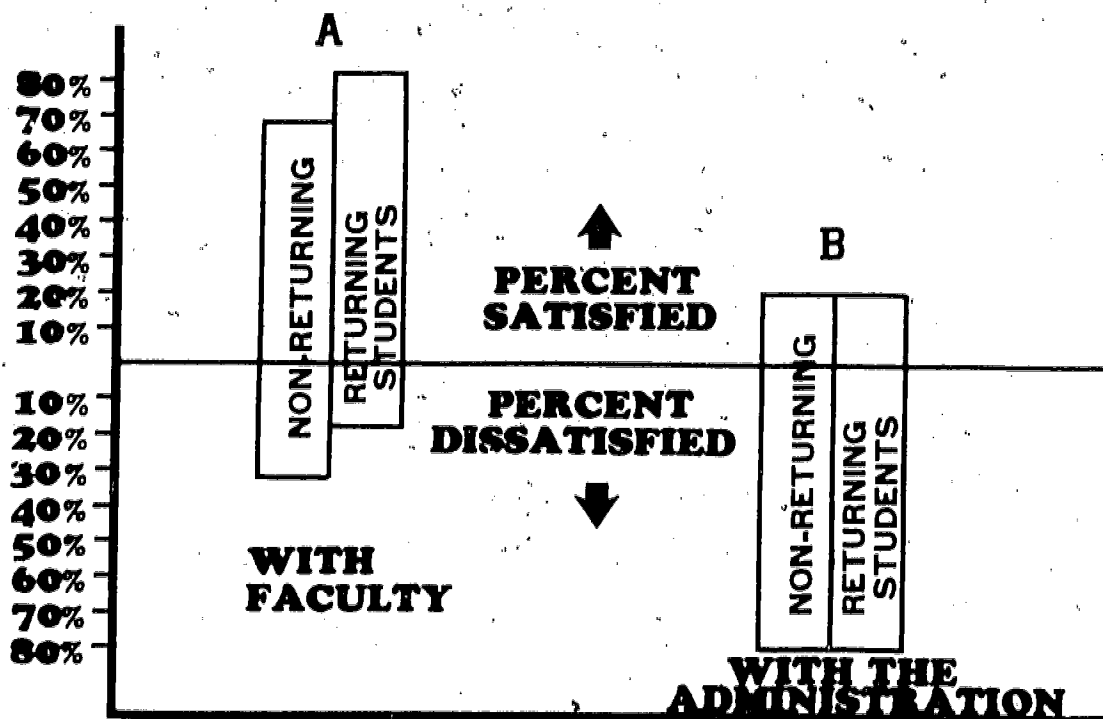 A
80%
70%
60%
50%
40%
30%
20%
10%
10%
20%
30%
40%
50%
60%
70%
80%
NON-RETURNING
RETURNING
STUDENTS
PERCENT
SATISFIED
PERCENT
DISSATISFIED
WITH
FACULTY
B
NON-RETURNING
RETURNING
STUDENTS
WITH THE
ADMINISTRATION